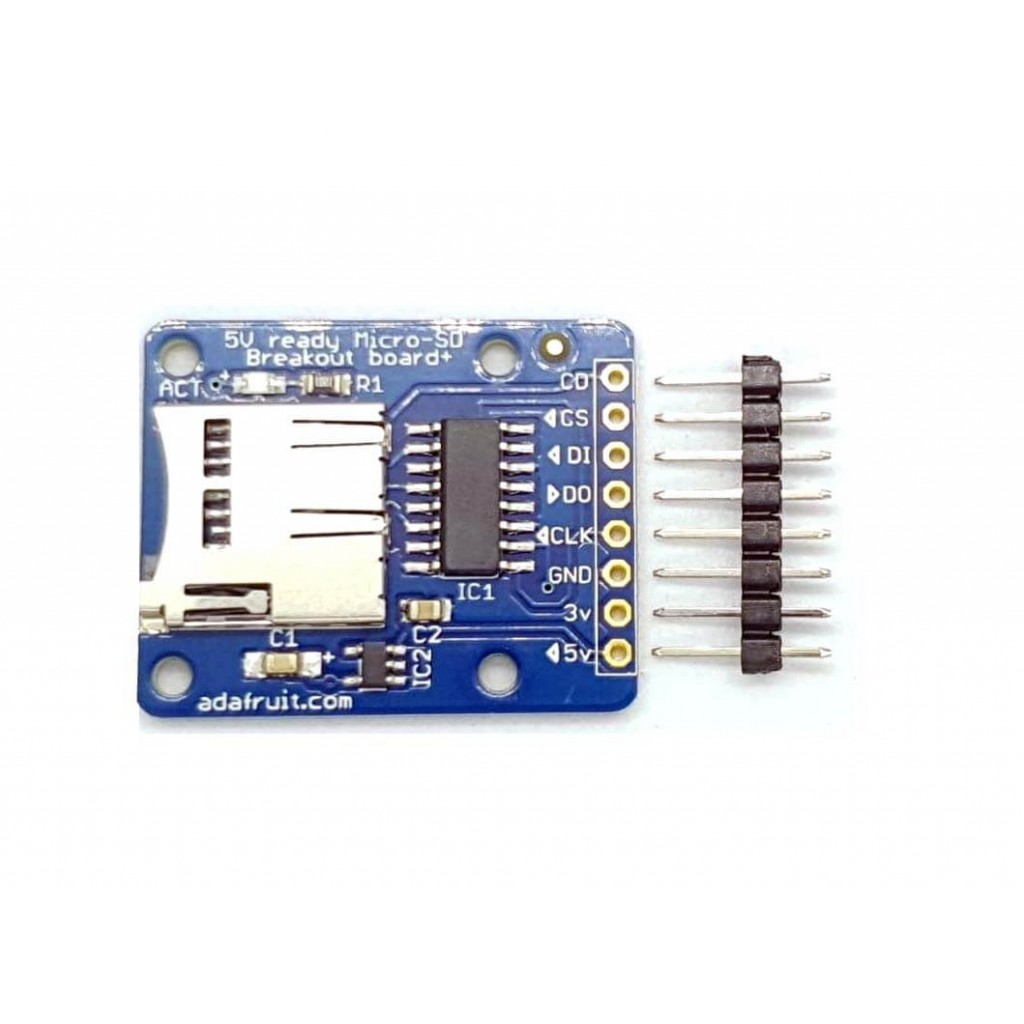 5V ready Micro-SD
Breakout board+
ACT
+
R1
CD
CS
DI
DO
CLK
GND
3v
5v
IC1
C2
C1
+
IC2
adafruit.com